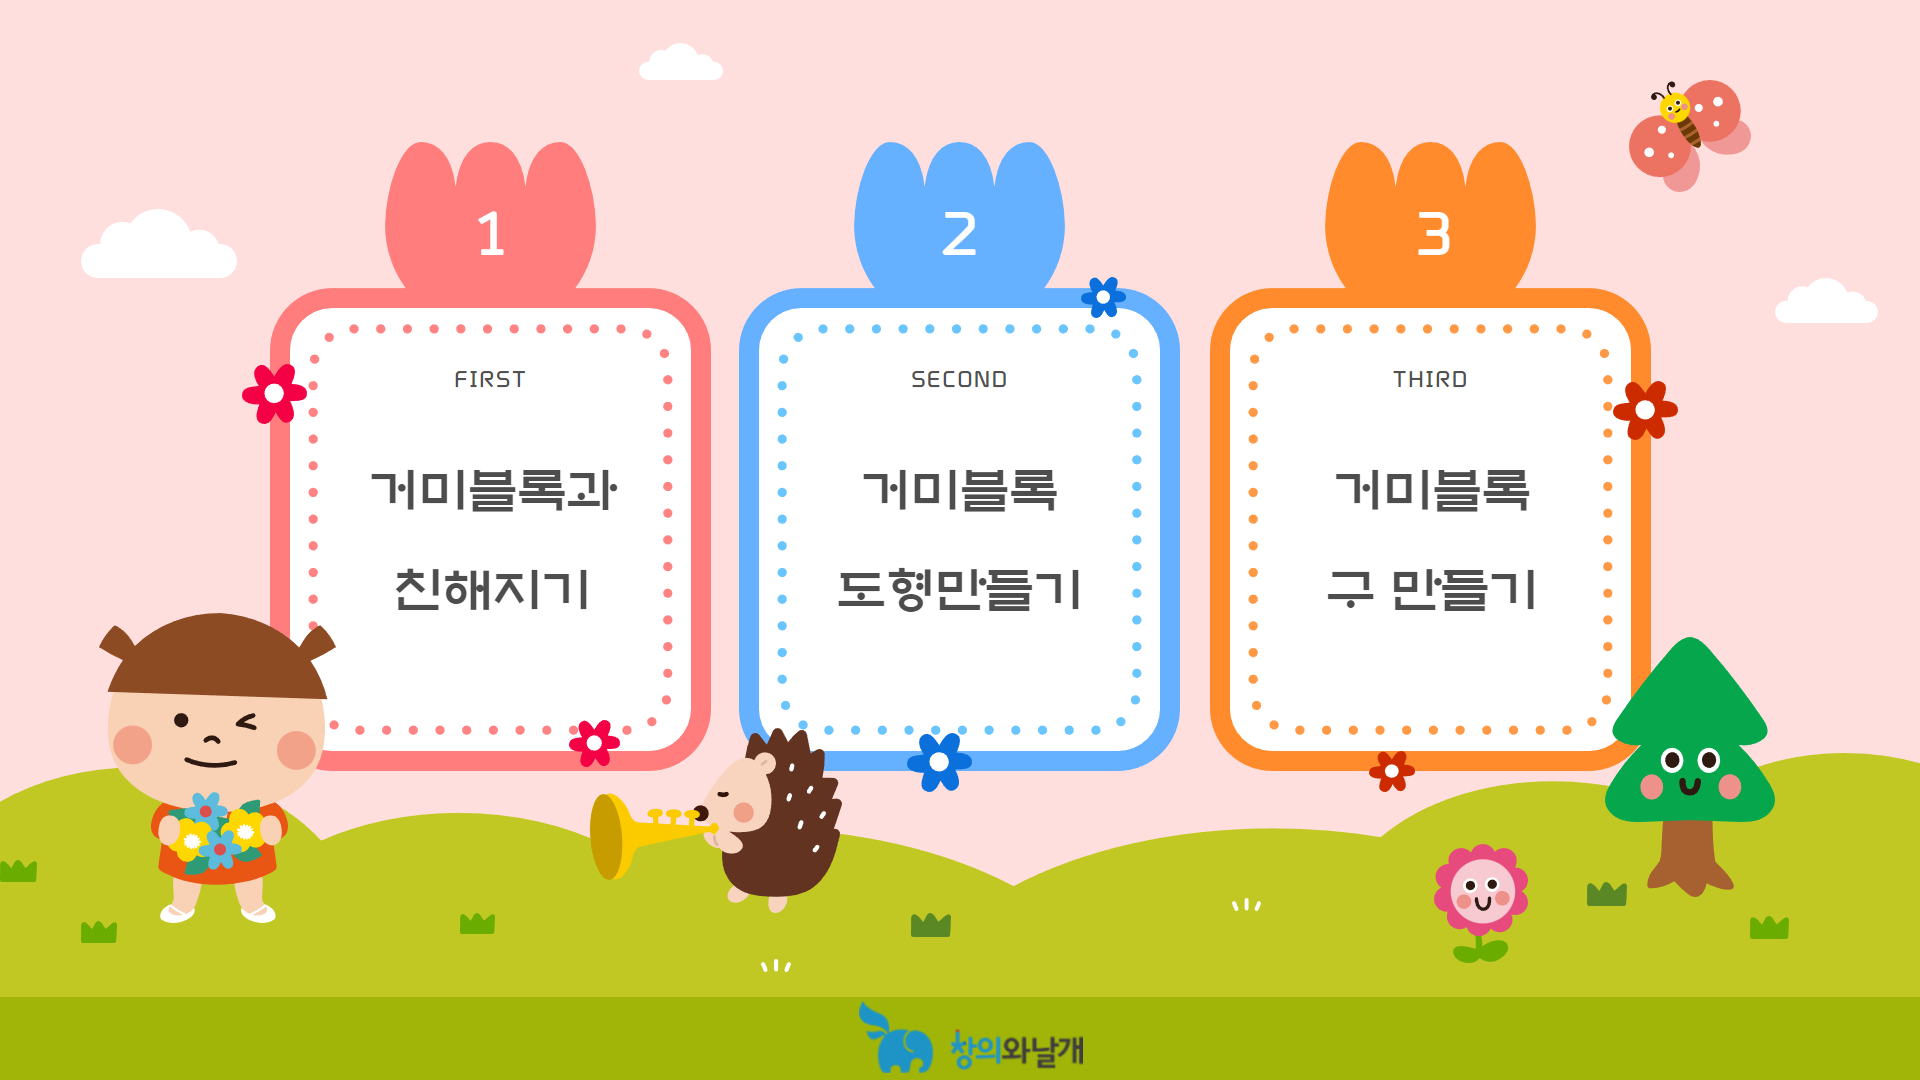 1
FIRST
거미블록과
친해지기
2
SECOND
거미블록
도형만들기
3
THIRD
거미블록
구 만들기
창의와날개